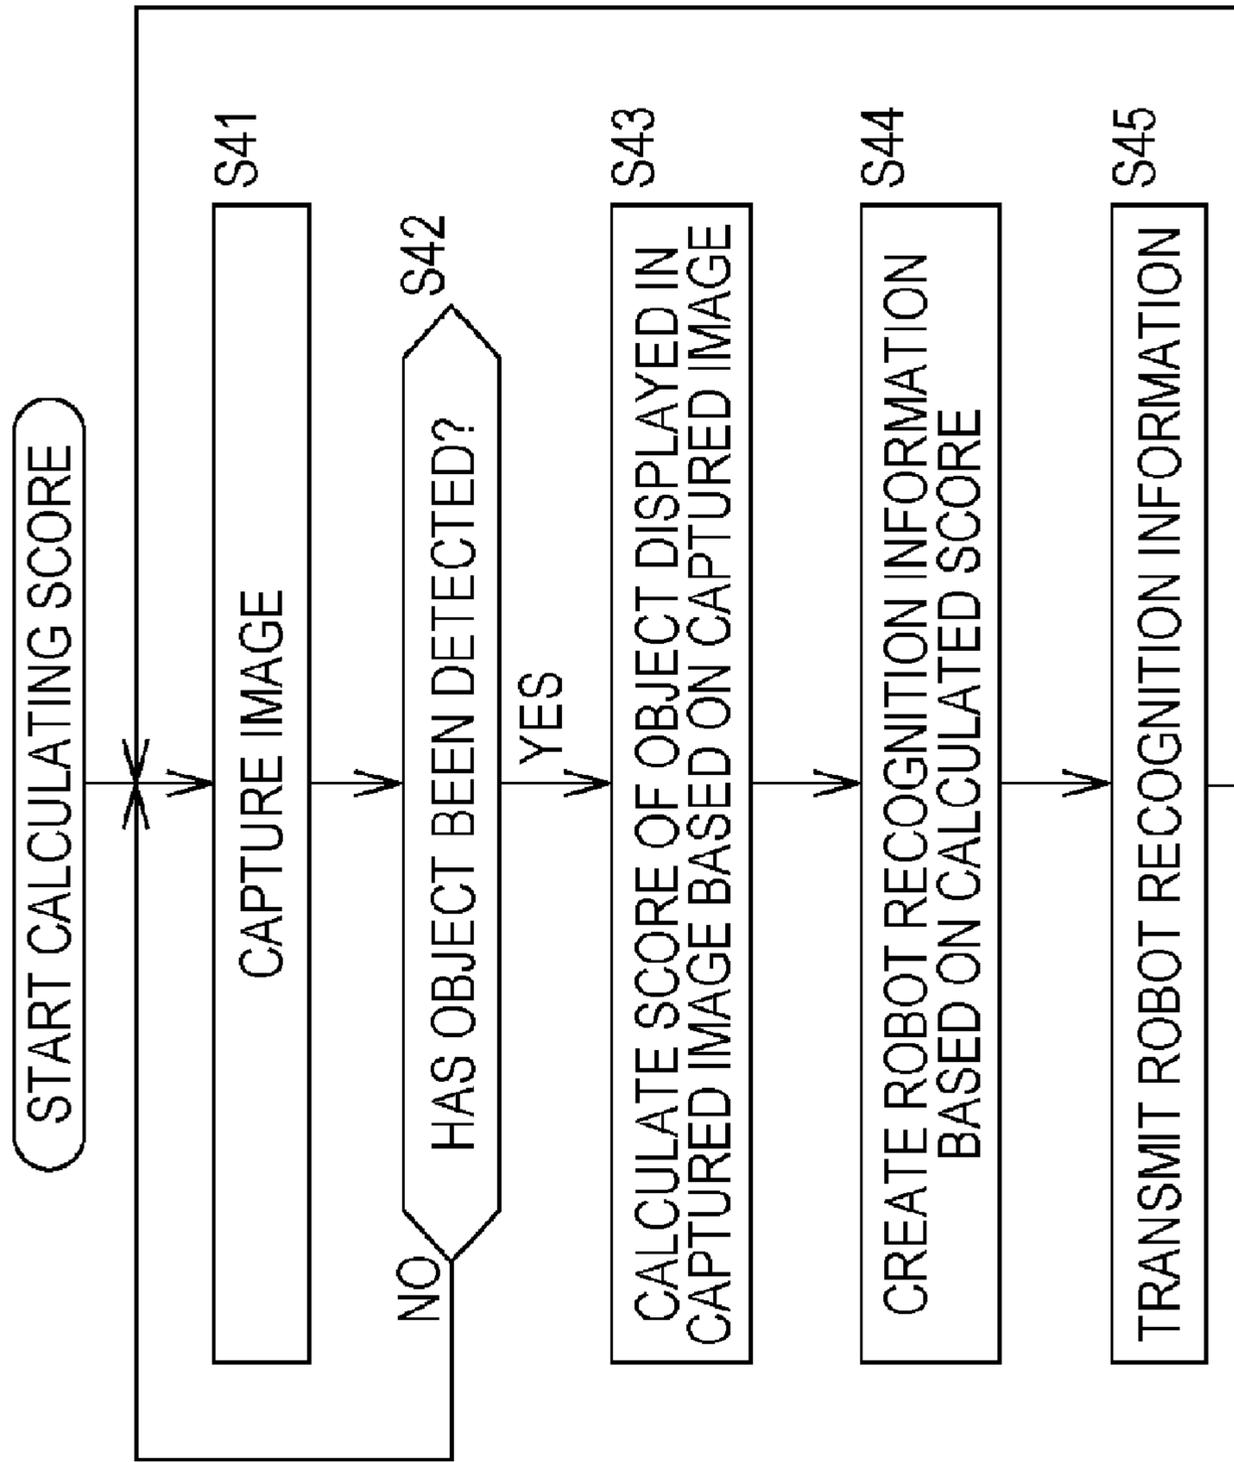 START CALCULATING SCORE
S41
CAPTURE IMAGE
S42
HAS OBJECT BEEN DETECTED?
NO
YES
S43
CALCULATE SCORE OF OBJECT DISPLAYED IN
CAPTURED IMAGE BASED ON CAPTURED IMAGE
S44
CREATE ROBOT RECOGNITION INFORMATION
BASED ON CALCULATED SCORE
S45
TRANSMIT ROBOT RECOGNITION INFORMATION